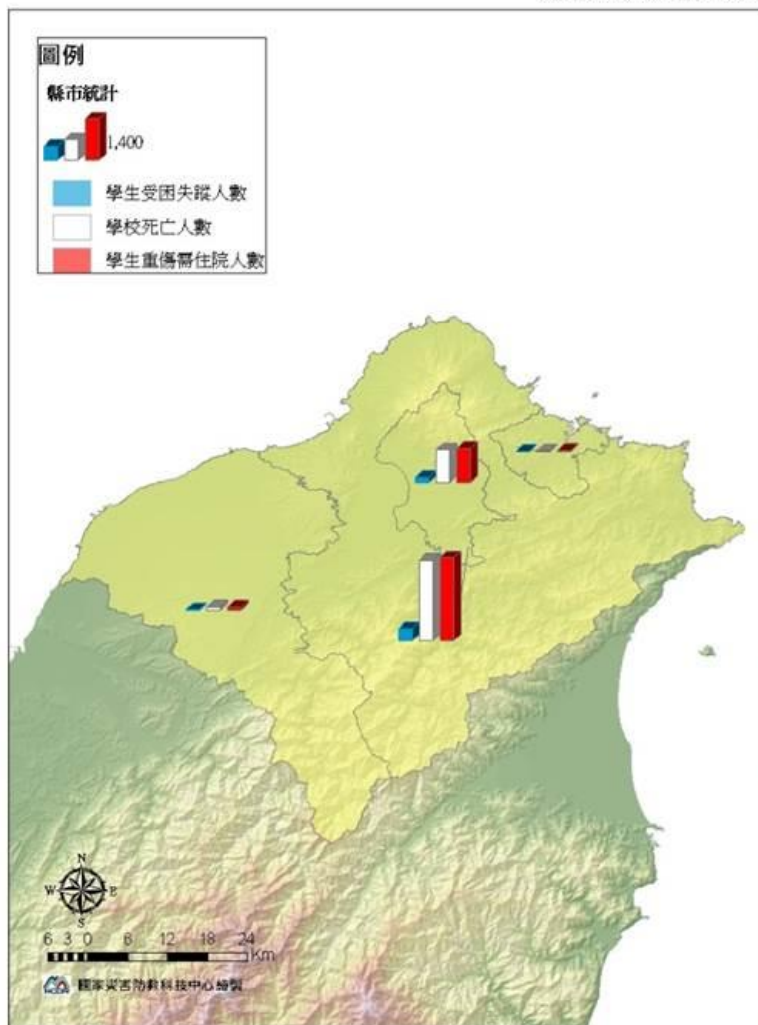 圖例
縣市統計
1,400
學生受困失蹤人數
學校死亡人數
學生重傷需住院人數
N
W E
S
6 3 0 6 12 18 24
Km
NCDR 國家災害防救科技中心繪製